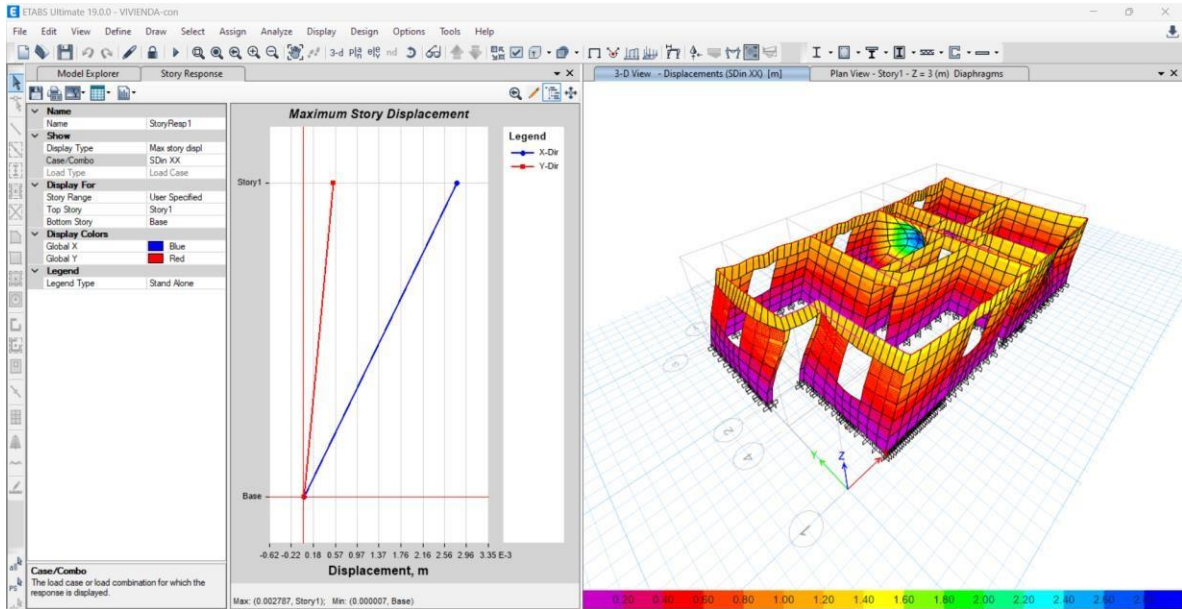 ETABS Ultimate 19.0.0 - VIVIENDA-con
File Edit View Define Draw Select Assign Analyze Display Design Options Tools Help
3-d
nd
Model Explorer Story Response
Name
Name StoryResp1
Show
Display Type Max story displ
Case/Combo SDin XX
Load Type Load Case
Display For
Story Range User Specified
Top Story Story1
Bottom Story Base
Display Colors
Global X Blue
Global Y Red
Legend
Legend Type Stand Alone
Case/Combo
The load case or load combination for which the
response is displayed.
Maximum Story Displacement
Legend
X-Dir
Y-Dir
Story1
Base
-0.62 -0.22 0.18 0.57 0.97 1.37 1.76 2.16 2.56 2.96 3.35 E-3
Displacement, m
Max: (0.002787, Story1); Min: (0.000007, Base)
3-D View - Displacements (SDin XX) [m] Plan View - Story1 - Z = 3 (m) Diaphragms
Y
Z
0.20 0.40 0.60 0.80 1.00 1.20 1.40 1.60 1.80 2.00 2.20 2.40 2.60